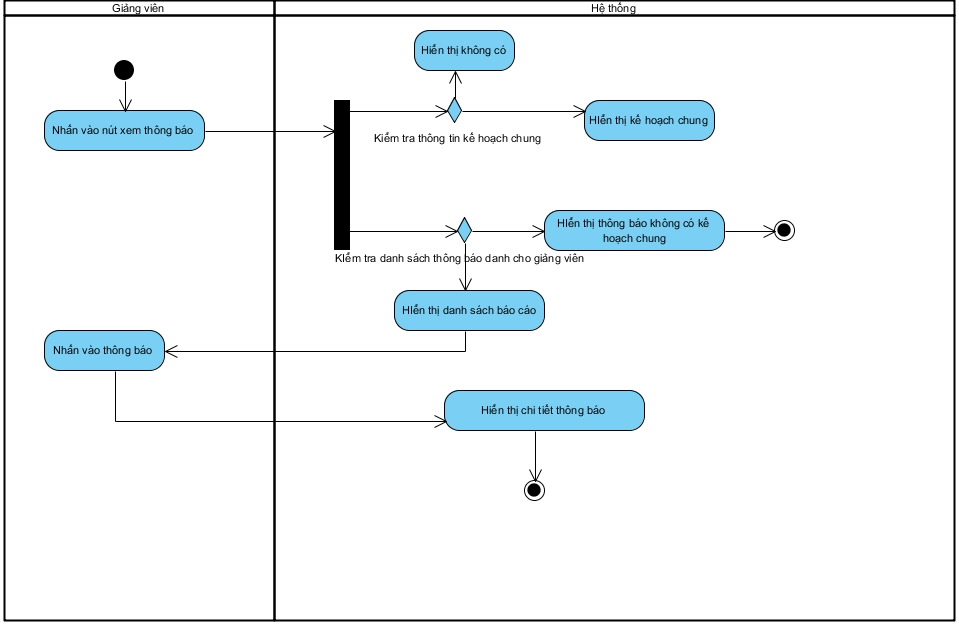 Giảng viên
Hệ thống
Hiển thị không có
Nhấn vào nút xem thông báo
Hiển thị kế hoạch chung
Kiểm tra thông tin kế hoạch chung
HIển thị thông báo không có kế
hoạch chung
KIểm tra danh sách thông báo danh cho giảng viên
HIển thị danh sách báo cáo
Nhấn vào thông báo
Hiển thị chi tiết thông báo